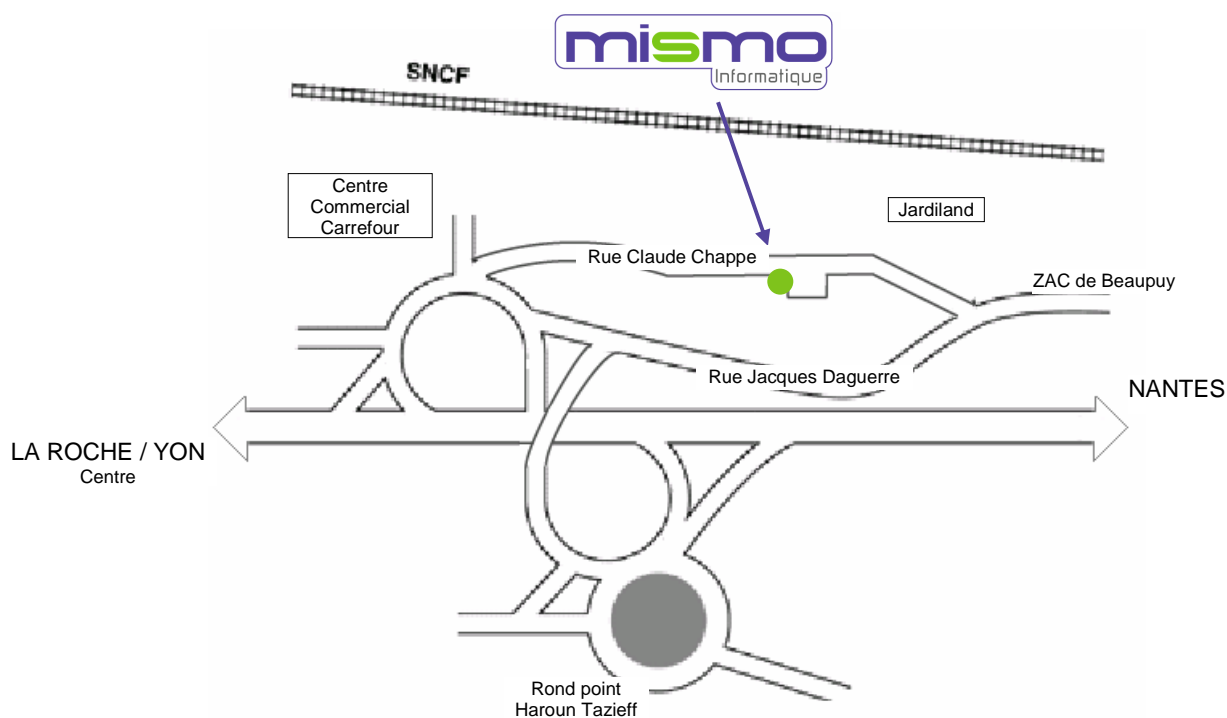 mismo
Informatique
SNCF
Centre
Commercial
Carrefour
Jardiland
Rue Claude Chappe
ZAC de Beaupuy
Rue Jacques Daguerre
NANTES
LA ROCHE / YON
Centre
Rond point
Haroun Tazieff